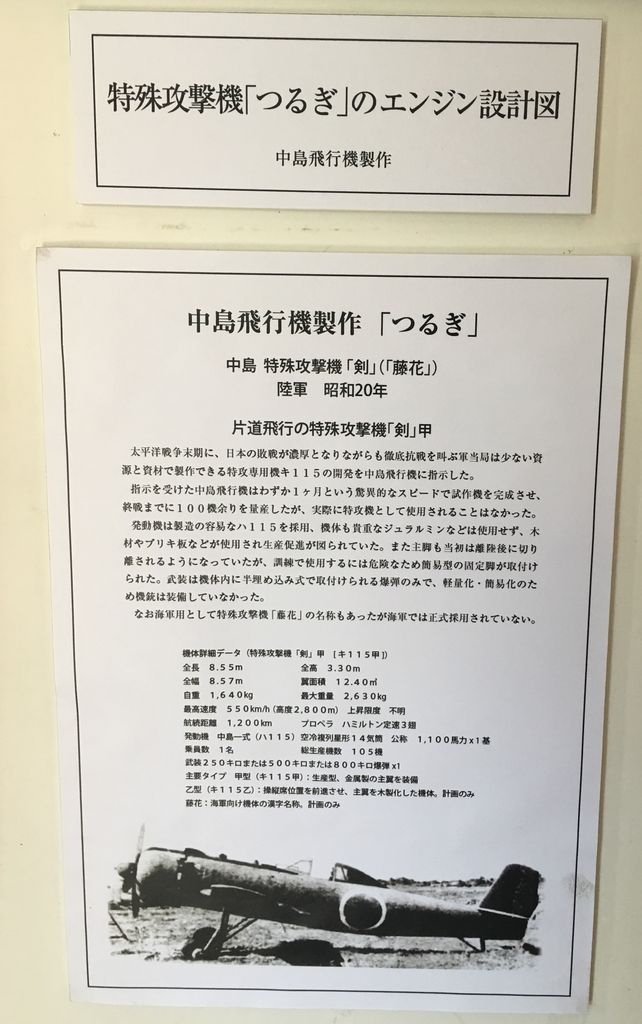 特殊攻撃機「つるぎ」のエンジン設計図
中島飛行機製作
中島飛行機製作 「つるぎ」
中島 特殊攻撃機「剣」(「藤花」)
陸軍 昭和20年
片道飛行の特殊攻撃機「剣」甲
太平洋戦争末期に、日本の敗戦が濃厚となりながらも徹底抗戦を叫ぶ軍当局は少ない資
源と資材で製作できる特攻専用機キ115の開発を中島飛行機に指示した。
指示を受けた中島飛行機はわずか1ヶ月という驚異的なスピードで試作機を完成させ、
終戦までに100機余りを量産したが、実際に特攻機として使用されることはなかった。
発動機は製造の容易なハ115を採用、機体も貴重なジュラルミンなどは使用せず、木
材やブリキ板などが使用され生産促進が図られていた。また主脚も当初は離陸後に切り
離されるようになっていたが、訓練で使用するには危険なため簡易型の固定脚が取付け
られた。武装は機体内に半埋め込み式で取付けられる爆弾のみで、軽量化・簡易化のた
め機銃は装備していなかった。
なお海軍用として特殊攻撃機「藤花」の名称もあったが海軍では正式採用されていない。
機体詳細データ (特殊攻撃機「剣」甲 [キ115甲])
全長 8.55m 全高 3.30m
全幅 8.57m 翼面積 12.40㎡
自重 1,640kg 最大重量 2,630kg
最高速度 550km/h (高度2,800m) 上昇限度 不明
航続距離 1,200km プロペラ ハミルトン定速3翅
発動機 中島一式 (ハ115) 空冷複列星形14気筒 公称 1,100馬力x1基
乗員数 1名 総生産機数 105機
武装250キロまたは500キロまたは800キロ爆弾x1
主要タイプ 甲型 (キ115甲) : 生産型、金属製の主翼を装備
乙型 (キ115乙) : 操縦席位置を前進させ、主翼を木製化した機体。計画のみ
藤花 : 海軍向け機体の漢字名称。計画のみ